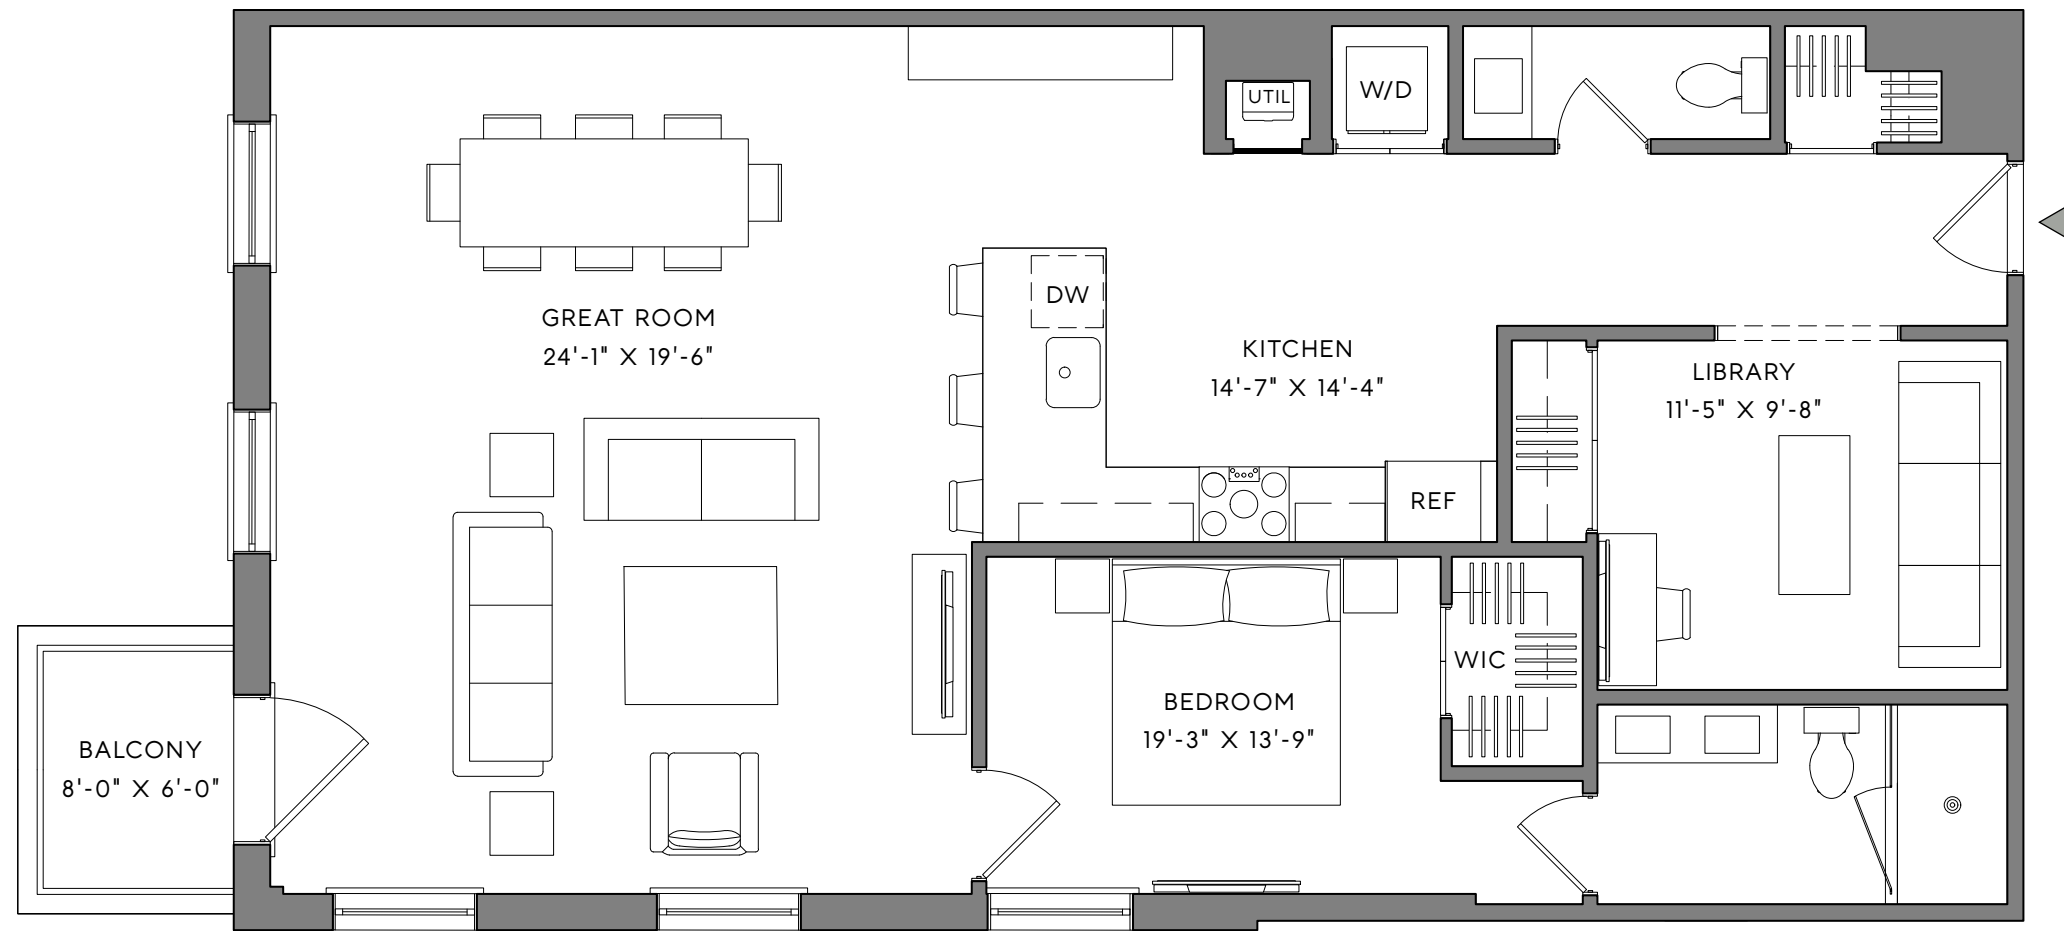 UTIL
W/D
DW
GREAT ROOM
24'-1" X 19'-6"
KITCHEN
14'-7" X 14'-4"
LIBRARY
11'-5" X 9'-8"
REF
WIC
BEDROOM
19'-3" X 13'-9"
BALCONY
8'-0" X 6'-0"